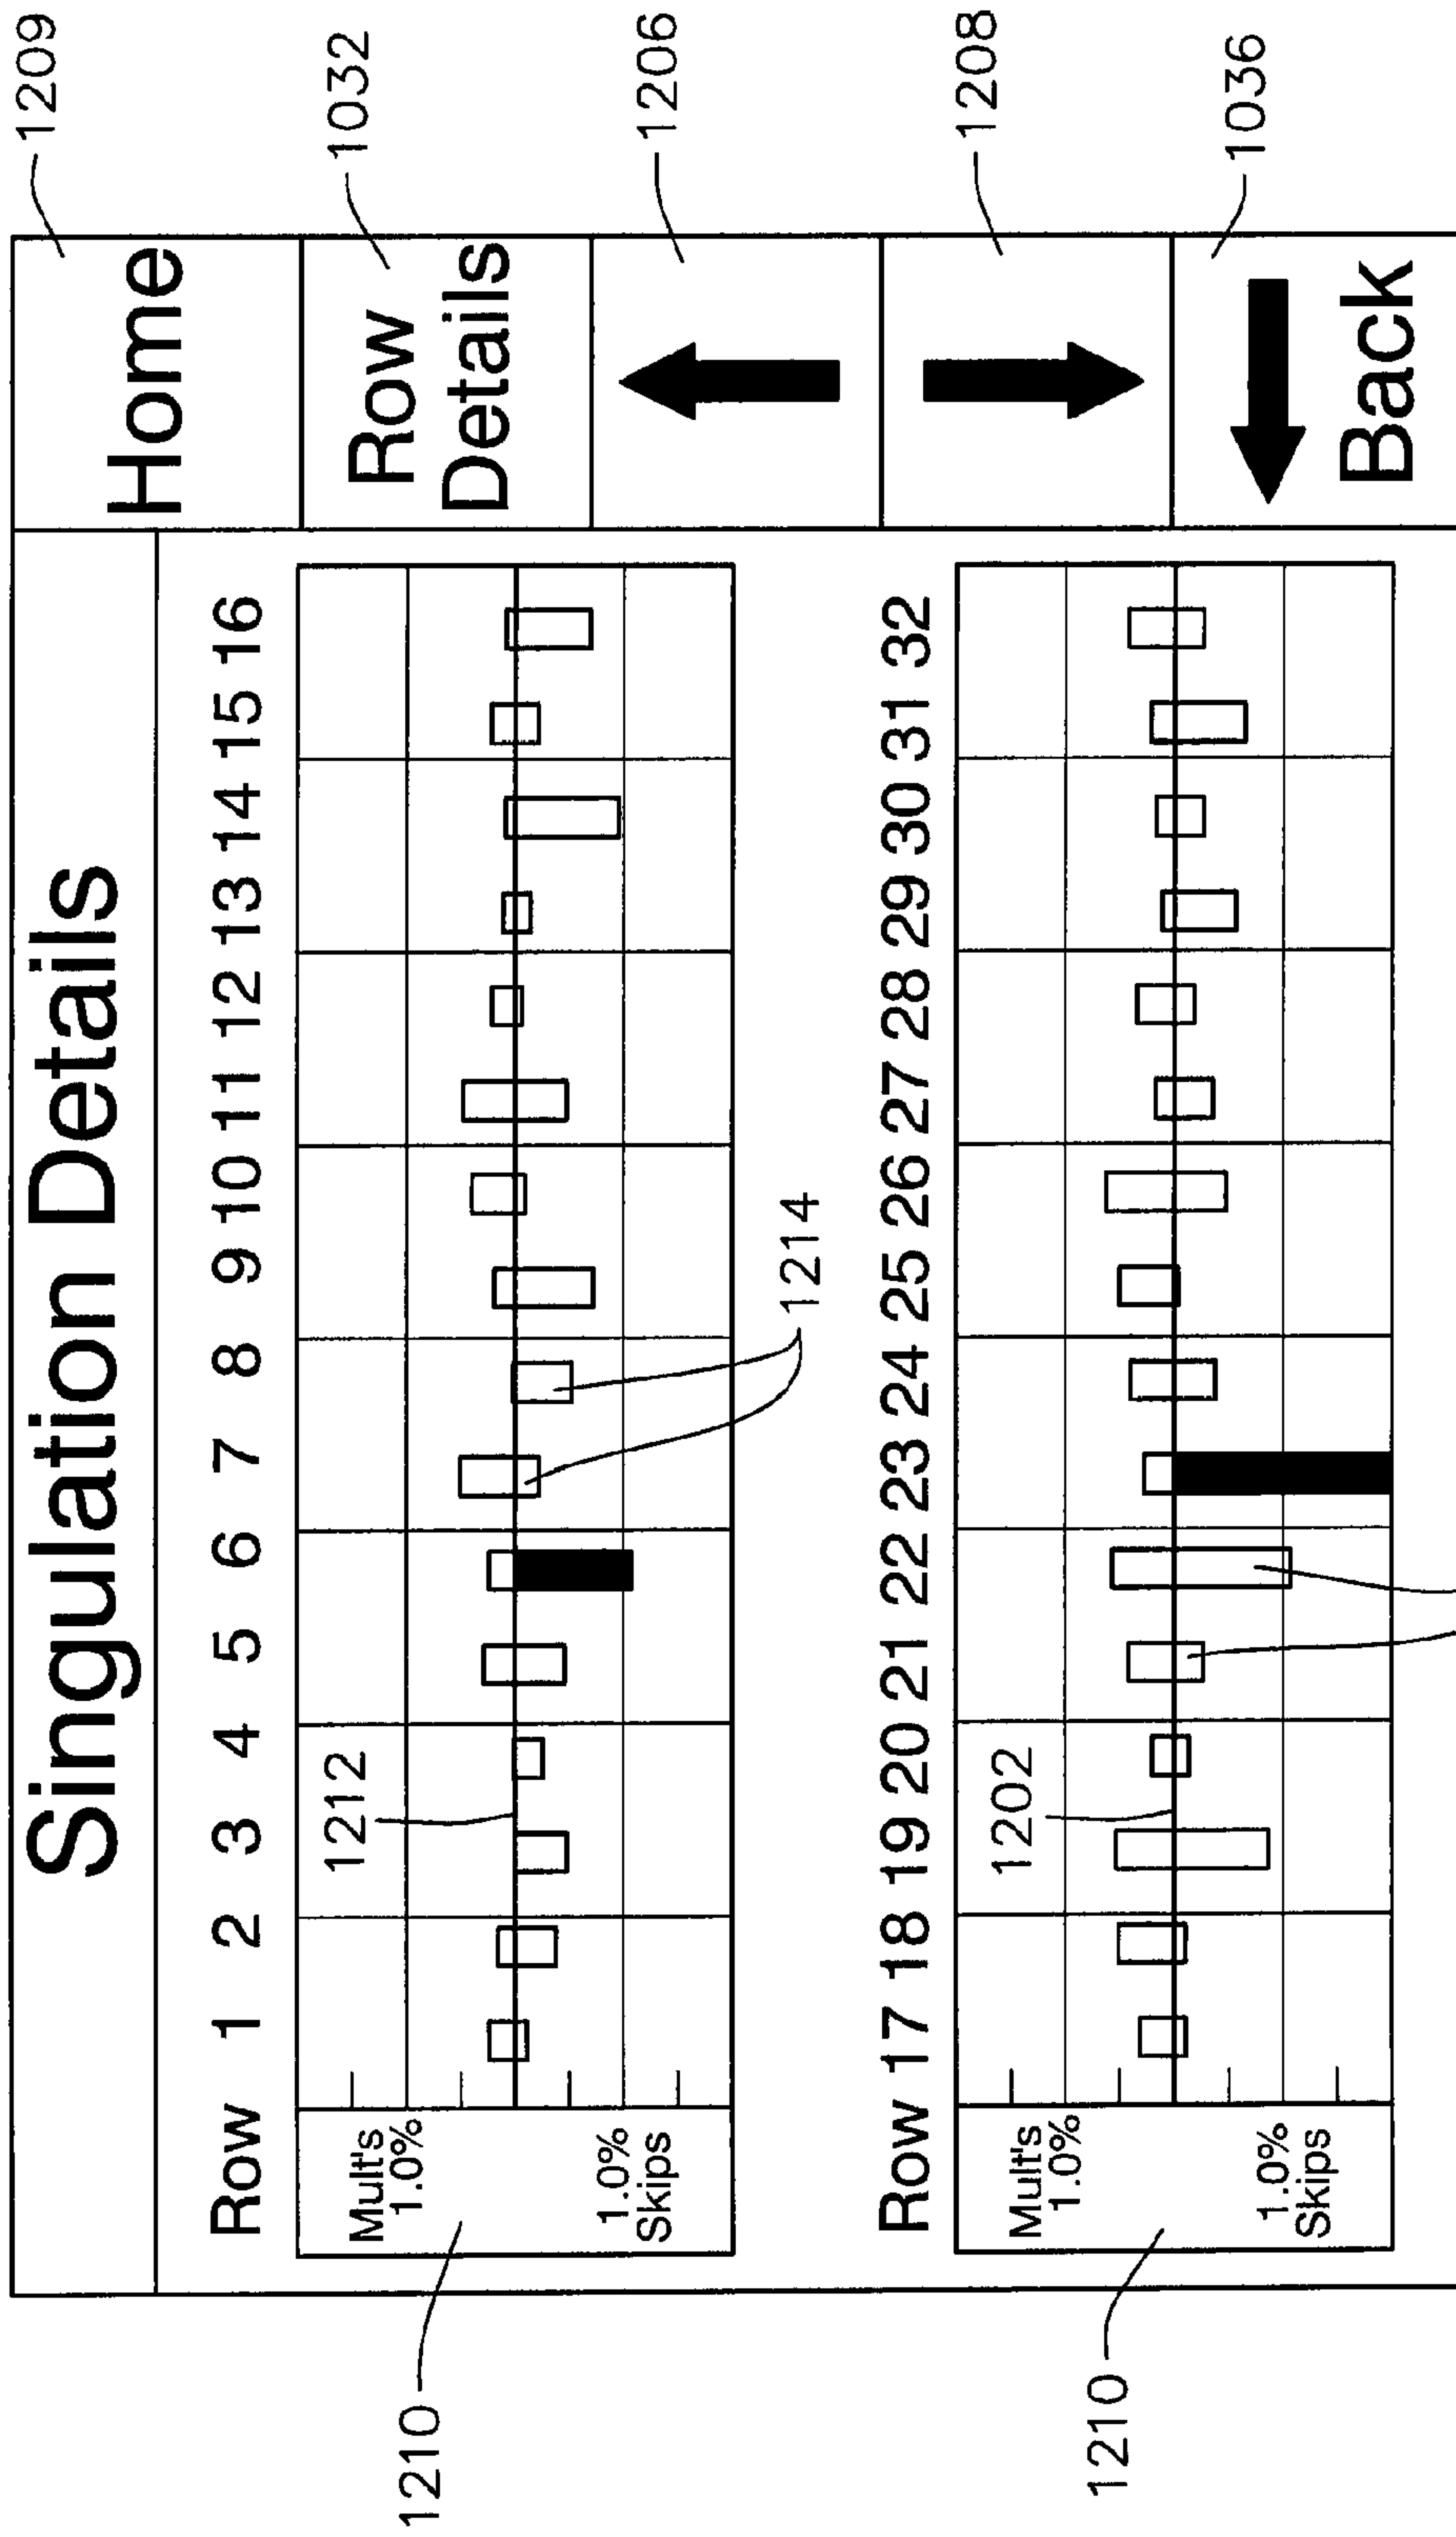 Singulation Details
Home
1209
Row 1 2 3 4 5 6 7 8 9 10 11 12 13 14 15 16
Row
Details
1032
Mult's
1.0%
1212
1.0%
Skips
1210
1206
1214
Row 17 18 19 20 21 22 23 24 25 26 27 28 29 30 31 32
1208
Mult's
1.0%
1202
1.0%
Skips
1210
Back
1036